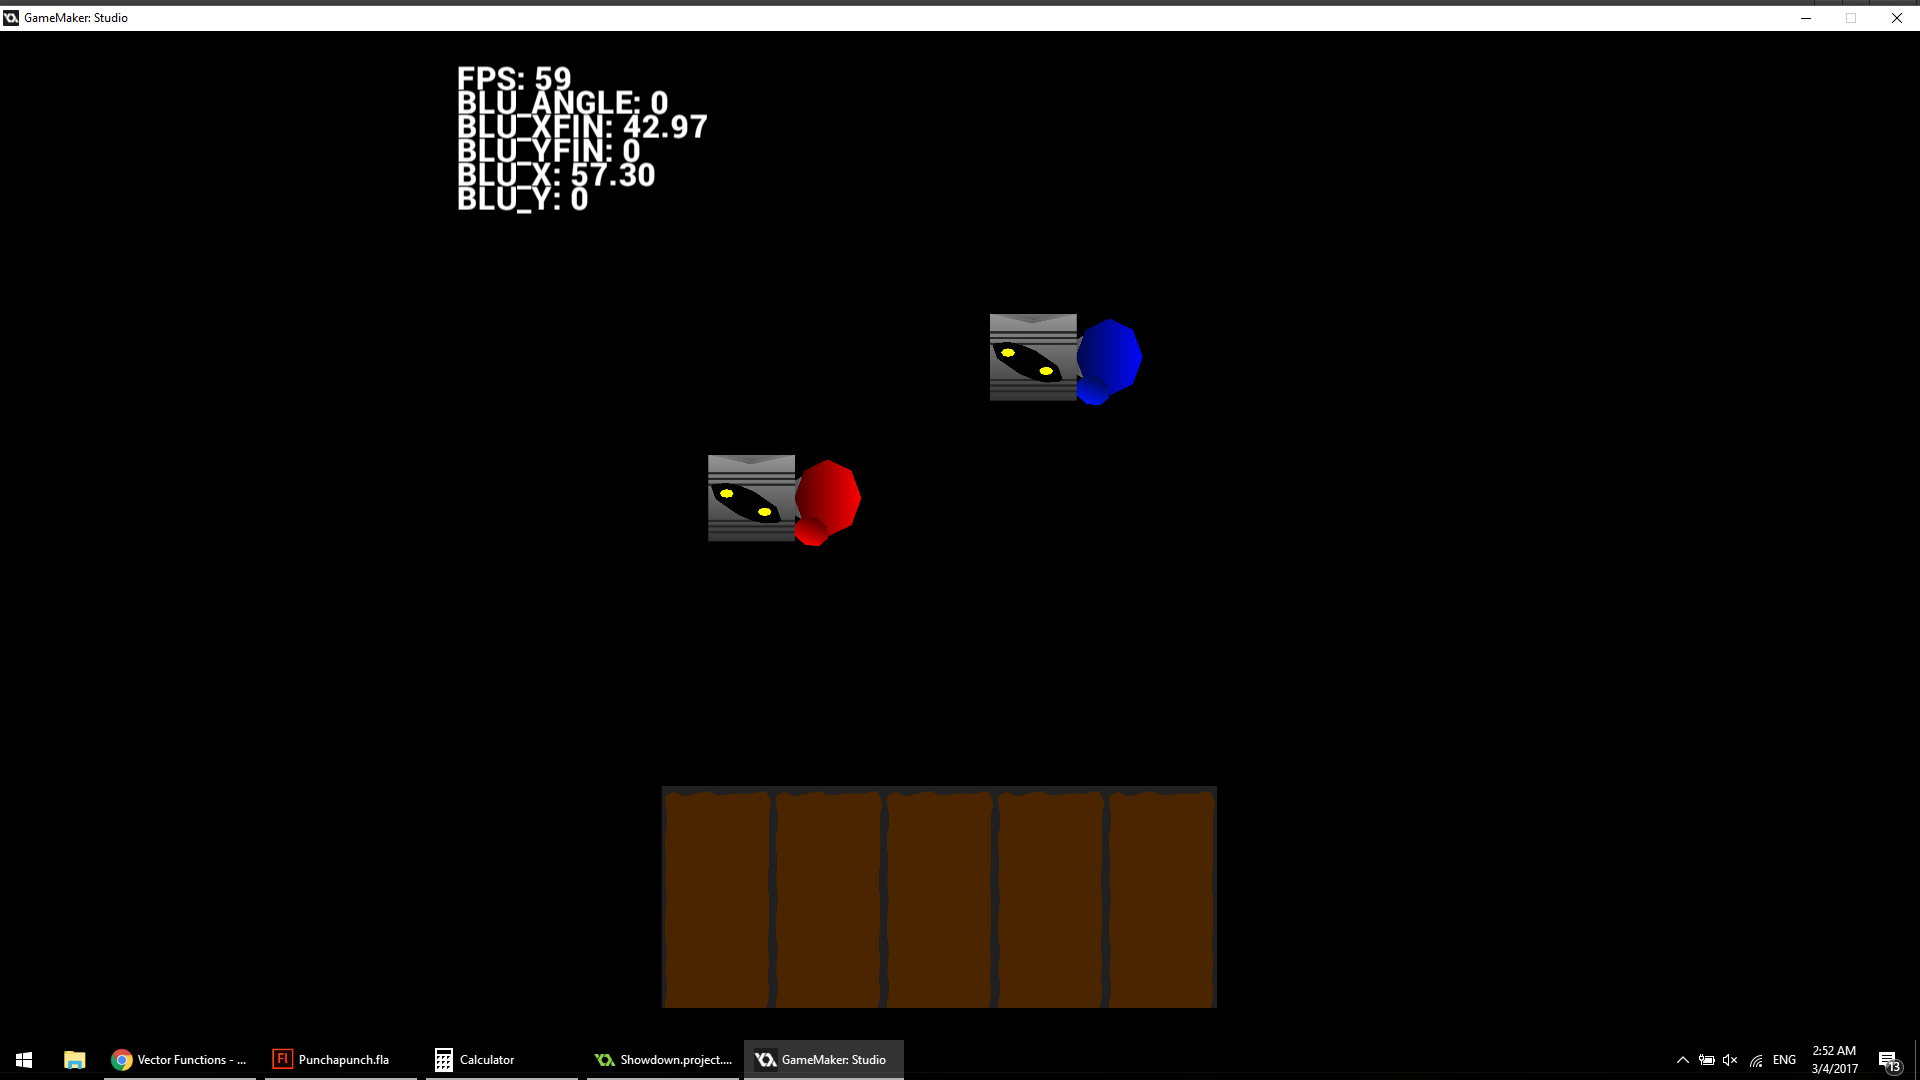 GameMaker: Studio
FPS: 59
BLU_ANGLE: 0
BLU_XFIN: 42.97
BLU_YFIN: 0
BLU_X: 57.30
BLU_Y: 0
Vector Functions - ...
Fl
Punchapunch.fla
Calculator
Showdown.project....
GameMaker: Studio
ENG
2:52 AM
3/4/2017
13